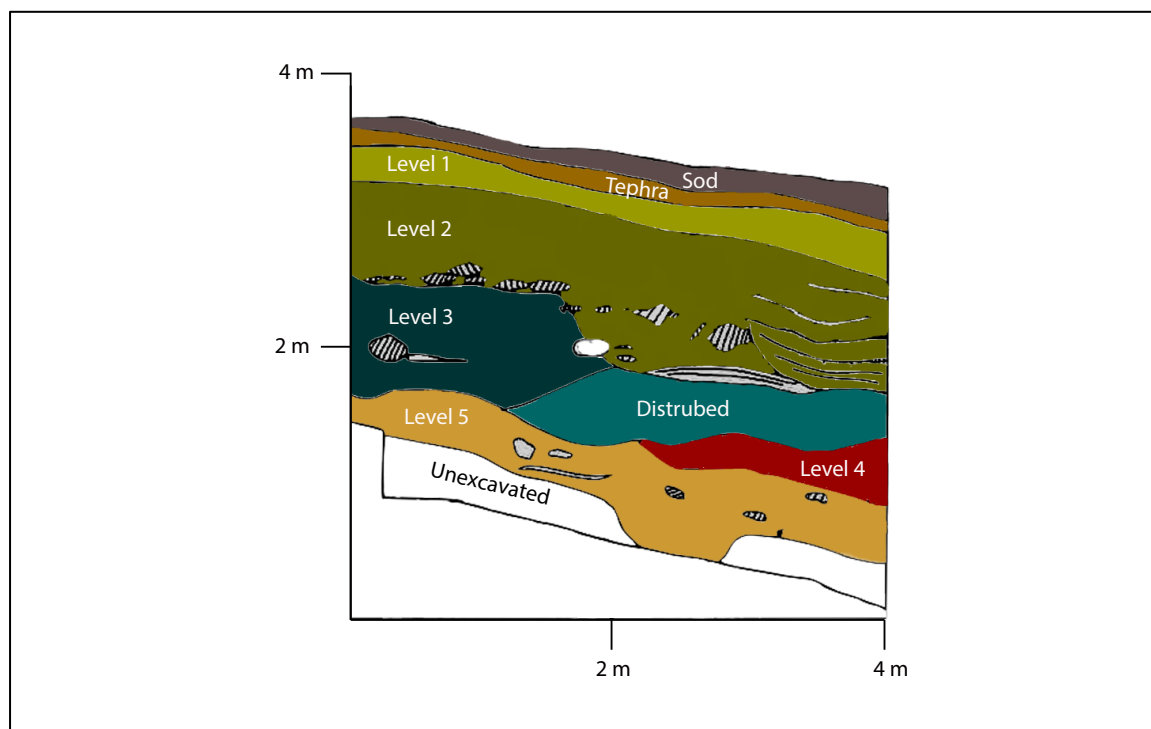 4 m
Sod
Level 1
Tephra
Level 2
Level 3
2 m
Distrubed
Level 5
Level 4
Unexcavated
2 m
4 m